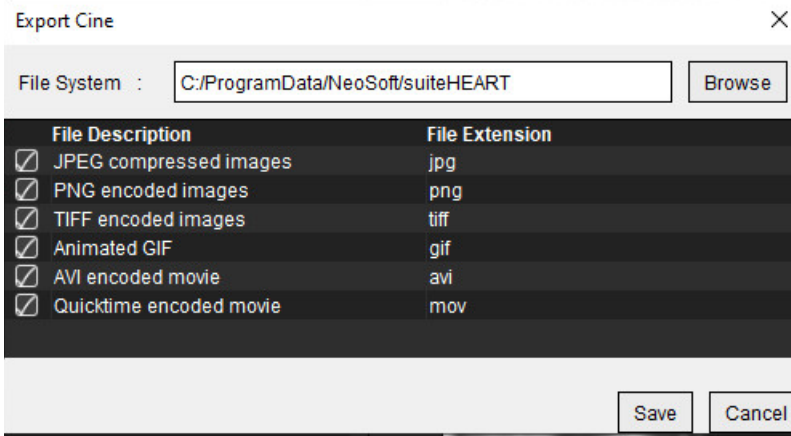 Export Cine
File System : C:/ProgramData/NeoSoft/suiteHEART Browse
File Description File Extension
JPEG compressed images jpg
PNG encoded images png
TIFF encoded images tiff
Animated GIF gif
AVI encoded movie avi
Quicktime encoded movie mov
Save Cancel